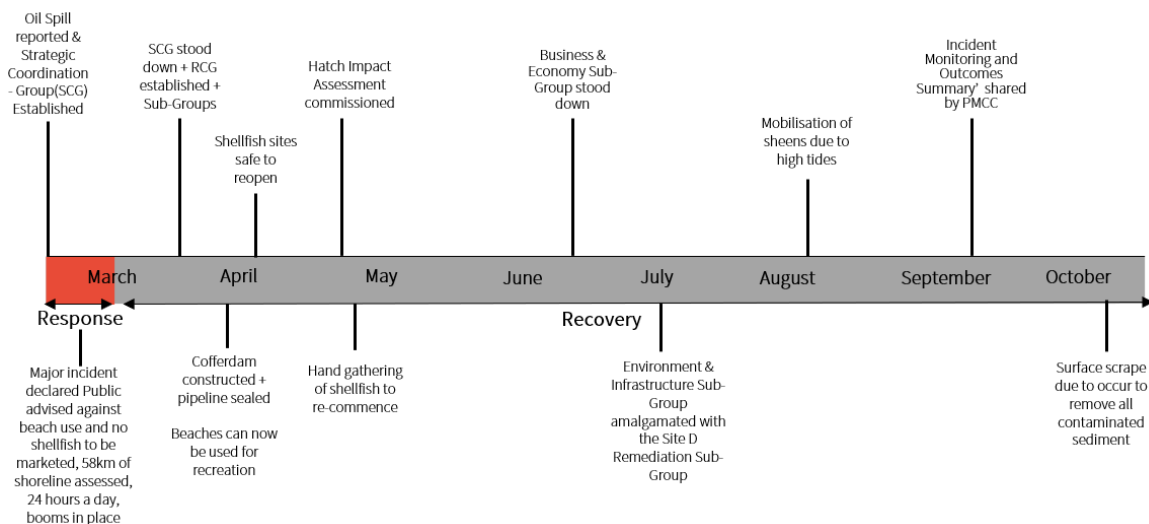 Oil Spill
reported &
Strategic
Coordination
- Group(SCG)
Established
SCG stood
down + RCG
established +
Sub-Groups
Shellfish sites
safe to
reopen
Hatch Impact
Assessment
commissioned
Business &
Economy Sub-
Group stood
down
Mobilisation of
sheens due to
high tides
Incident
Monitoring and
Outcomes
Summary' shared
by PMCC
March
April
May
June
July
August
September
October
Response
Recovery
Major incident
declared Public
advised against
beach use and no
shellfish to be
marketed, 58km of
shoreline assessed,
24 hours a day,
booms in place
Cofferdam
constructed +
pipeline sealed
Beaches can now
be used for
recreation
Hand gathering
of shellfish to
re-commence
Environment &
Infrastructure Sub-
Group
amalgamated with
the Site D
Remediation Sub-
Group
Surface scrape
due to occur to
remove all
contaminated
sediment